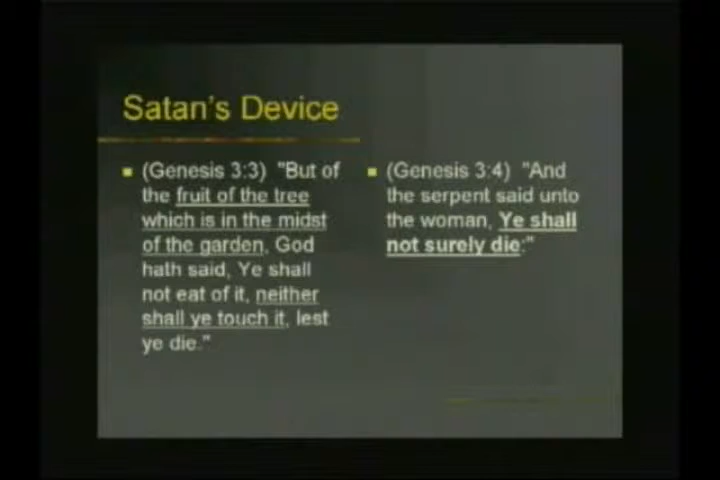 Satan's Device
(Genesis 3:3) "But of
the fruit of the tree
which is in the midst
of the garden, God
hath said, Ye shall
not eat of it, neither
shall ye touch it, lest
ye die."
(Genesis 3:4) "And
the serpent said unto
the woman, Ye shall
not surely die:"